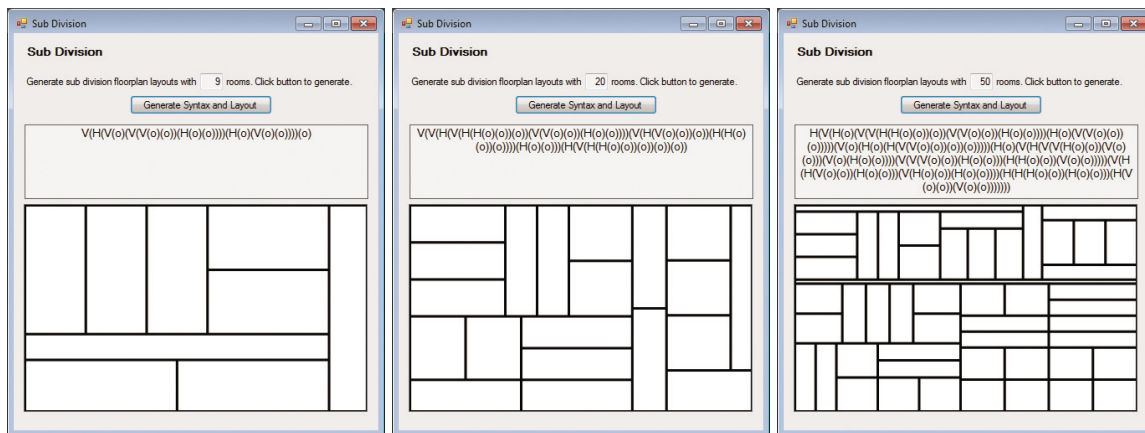 Sub Division
Sub Division
Generate sub division floorplan layouts with 9 rooms. Click button to generate.
Generate Syntax and Layout
V(H(V(o)(V(V(o)(o))(H(o)(o))))(H(o)(V(o)(o))))(o)
Sub Division
Sub Division
Generate sub division floorplan layouts with 20 rooms. Click button to generate.
Generate Syntax and Layout
V(V(H(V(H(H(o)(o))(o))(V(V(o)(o))(H(o)(o))))(V(H(V(o)(o))(o))(H(H(o)
(o))(o))))(H(o)(o)))(H(V(H(H(o)(o))(o))(o))(o))
Sub Division
Sub Division
Generate sub division floorplan layouts with 50 rooms. Click button to generate.
Generate Syntax and Layout
H(V(H(o)(V(V(H(H(o)(o))(o))(V(V(o)(o))(H(o)(o))))(H(o)(V(V(o)(o))
(o)))))(V(o)(H(o)(H(V(V(o)(o))(o))(o)))))(H(o)(V(H(V(V(H(o)(o))(V(o)
(o)))(V(o)(H(o)(o))))(V(V(V(o)(o))(H(o)(o)))(H(H(o)(o))(V(o)(o)))))(V(H
(H(V(o)(o))(H(o)(o)))(V(H(o)(o))(H(o)(o))))(H(H(H(o)(o))(H(o)(o)))(H(V
(o)(o))(V(o)(o)))))))